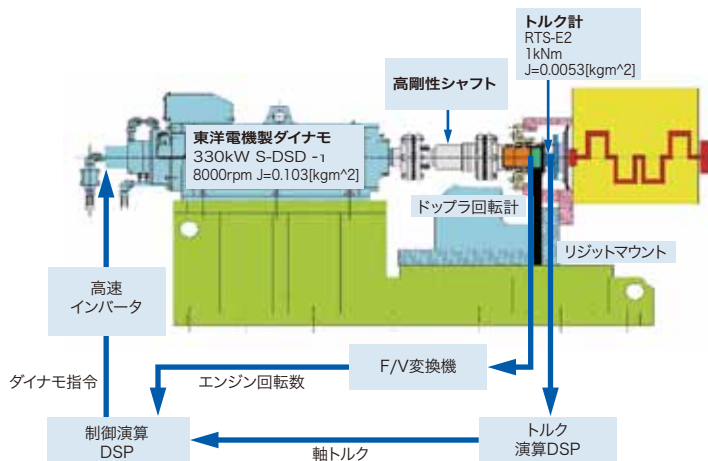 トルク計
RTS-E2
1kNm
J=0.0053[kgm^2]
高剛性シャフト
東洋電機製ダイナモ
330kW S-DSD -1
8000rpm J=0.103[kgm^2]
ドップラ回転計
リジットマウント
高速
インバータ
F/V変換機
ダイナモ指令
エンジン回転数
制御演算
DSP
軸トルク
トルク
演算DSP